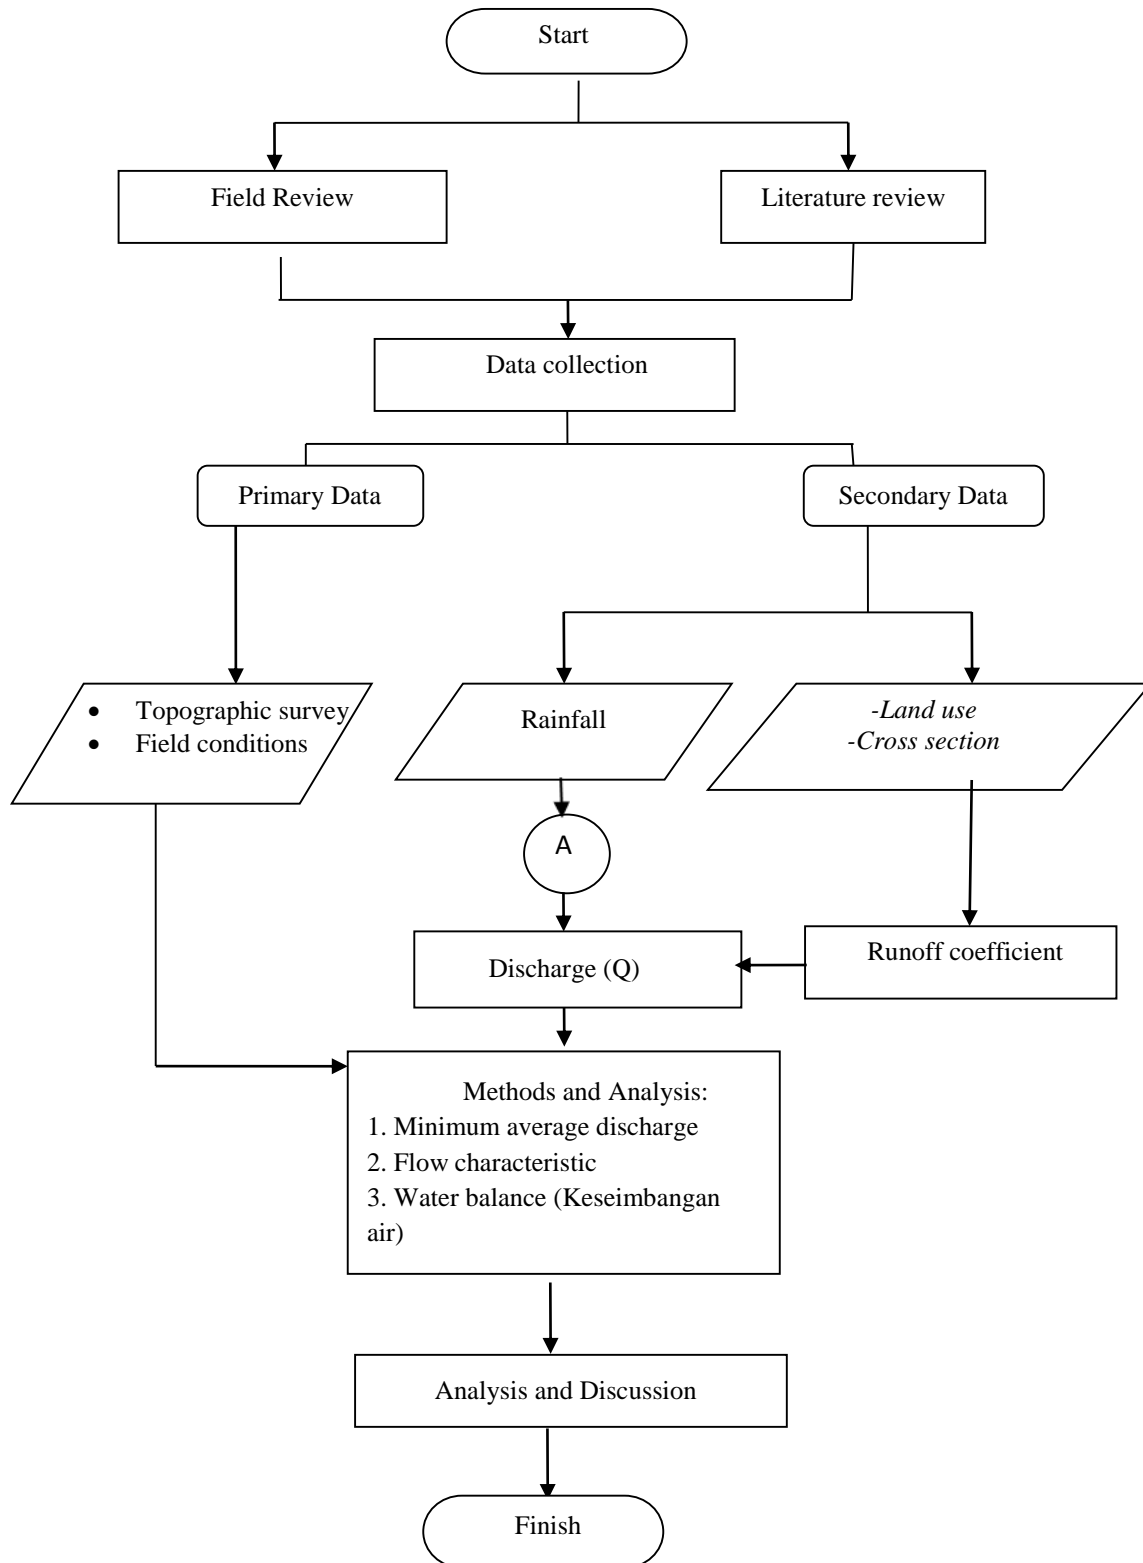 Start
Field Review
Literature review
Data collection
Primary Data
Secondary Data
• Topographic survey
• Field conditions
Rainfall
-Land use
-Cross section
A
Discharge (Q)
Runoff coefficient
Methods and Analysis:
1. Minimum average discharge
2. Flow characteristic
3. Water balance (Keseimbangan
air)
Analysis and Discussion
Finish